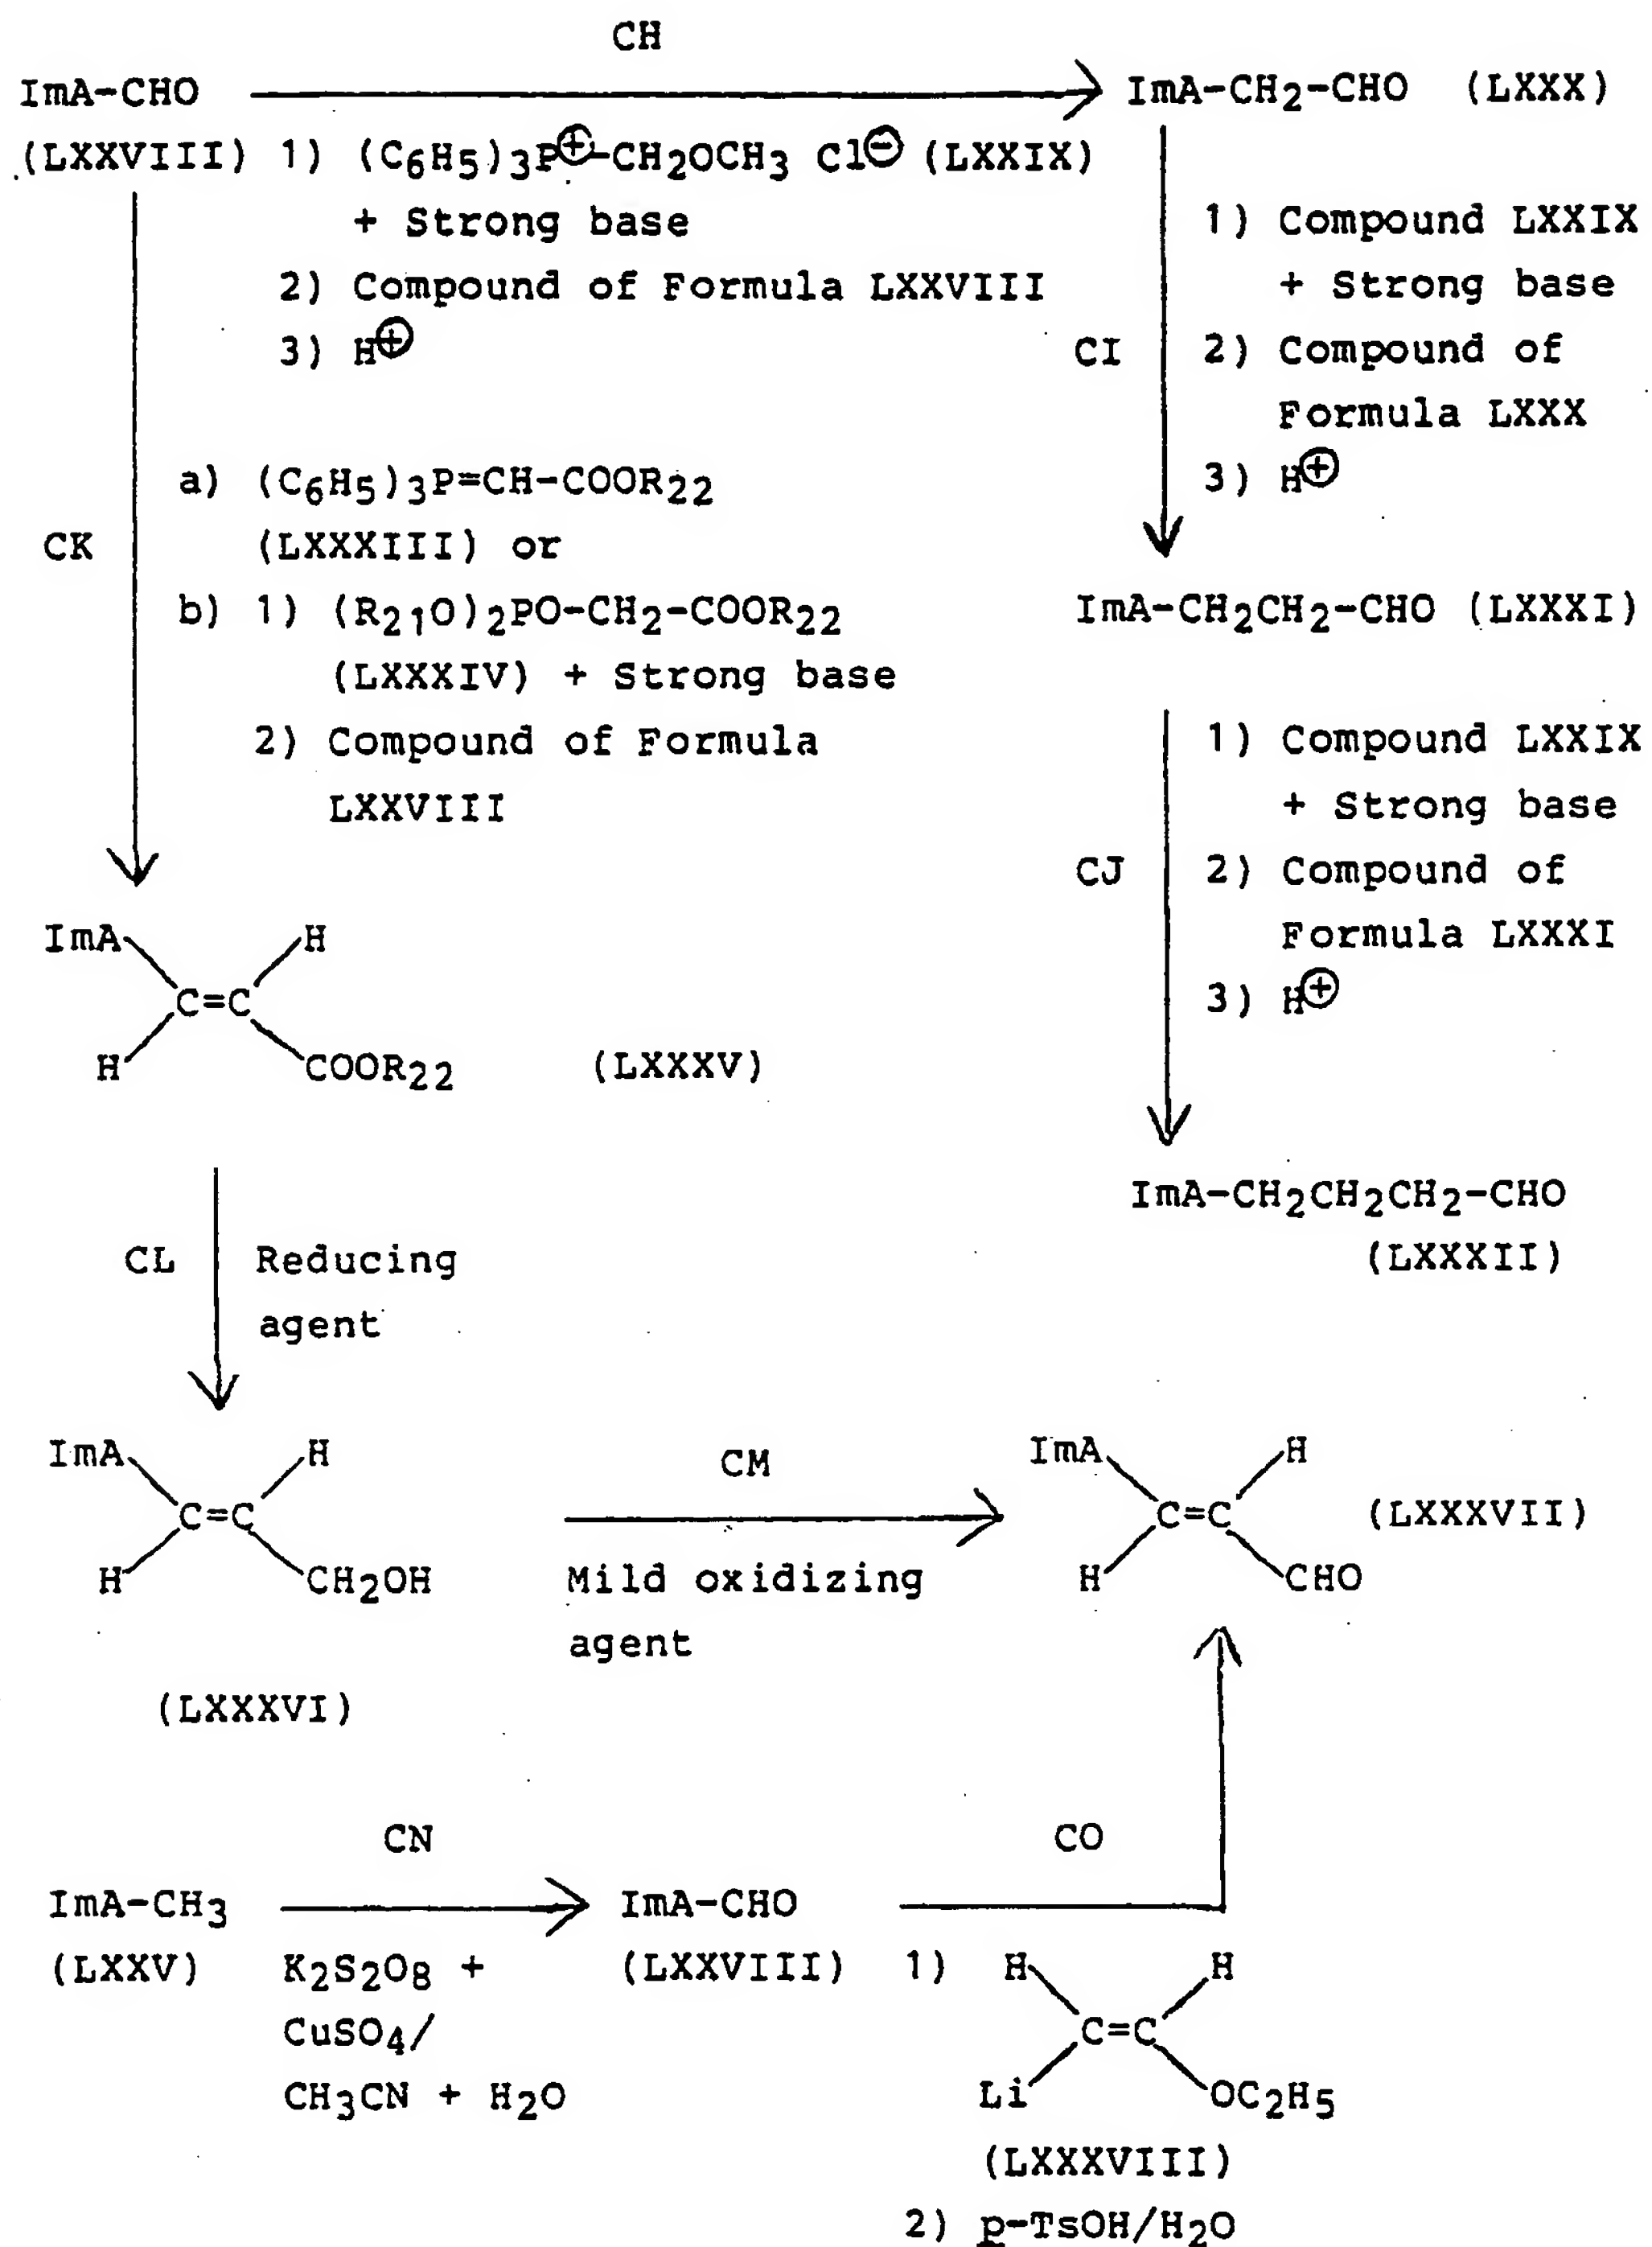 CH
ImA-CHO
ImA-CH2-CHO (LXXX)
(LXXVIII) 1) (C6H5)3P⊕-CH2OCH3 Cl⊖ (LXXIX)
+ Strong base
2) Compound of Formula LXXVIII
3) H⊕
CI
1) Compound LXXIX
+ Strong base
2) Compound of
Formula LXXX
3) H⊕
CK
a) (C6H5)3P=CH-COOR22
(LXXXIII) or
b) 1) (R21O)2PO-CH2-COOR22
(LXXXIV) + Strong base
2) Compound of Formula
LXXVIII
ImA-CH2CH2-CHO (LXXXI)
CJ
1) Compound LXXIX
+ Strong base
2) Compound of
Formula LXXXI
3) H⊕
ImA H
C=C
H COOR22 (LXXXV)
ImA-CH2CH2CH2-CHO
(LXXXII)
CL
Reducing
agent
ImA H
C=C
H CH2OH
(LXXXVI)
CM
Mild oxidizing
agent
ImA H
C=C (LXXXVII)
H CHO
CN
ImA-CH3
(LXXV)
K2S2O8 +
CuSO4/
CH3CN + H2O
ImA-CHO
(LXXVIII)
CO
1) H H
C=C
Li OC2H5
(LXXXVIII)
2) p-TsOH/H2O